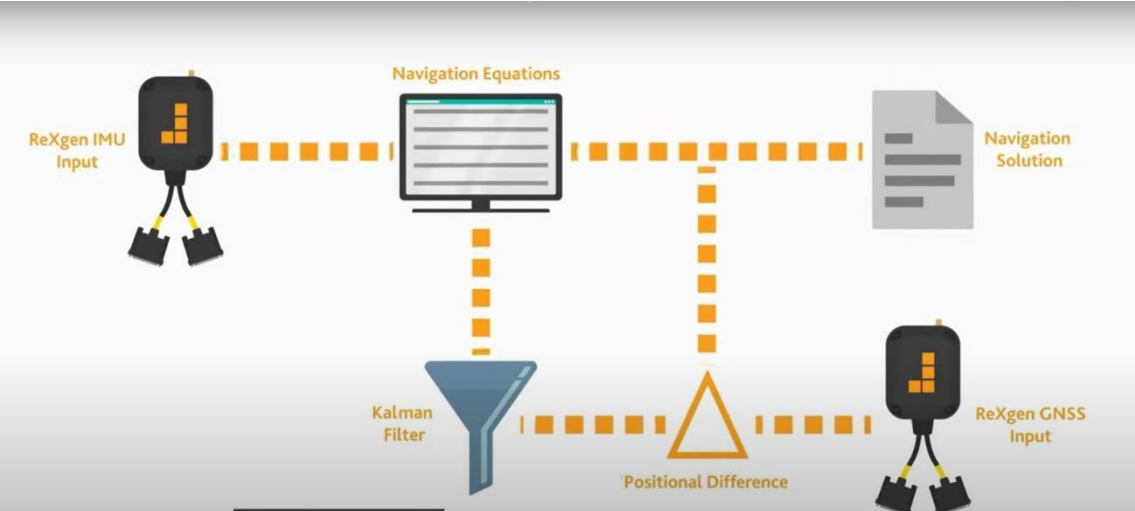 Navigation Equations
ReXgen IMU
Input
Navigation
Solution
Kalman
Filter
ReXgen GNSS
Input
Positional Difference